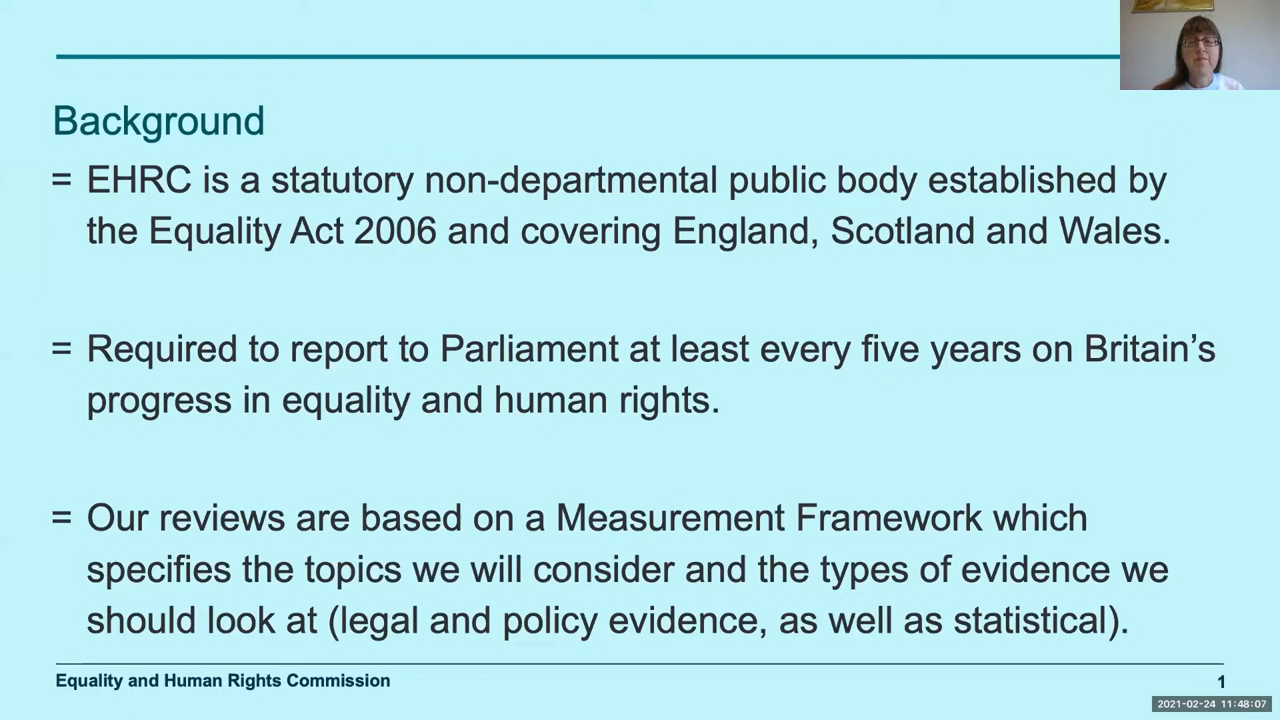 Background
= EHRC is a statutory non-departmental public body established by
the Equality Act 2006 and covering England, Scotland and Wales.
= Required to report to Parliament at least every five years on Britain’s
progress in equality and human rights.
= Our reviews are based on a Measurement Framework which
specifies the topics we will consider and the types of evidence we
should look at (legal and policy evidence, as well as statistical).
Equality and Human Rights Commission
1
2021-02-24 11:48:07